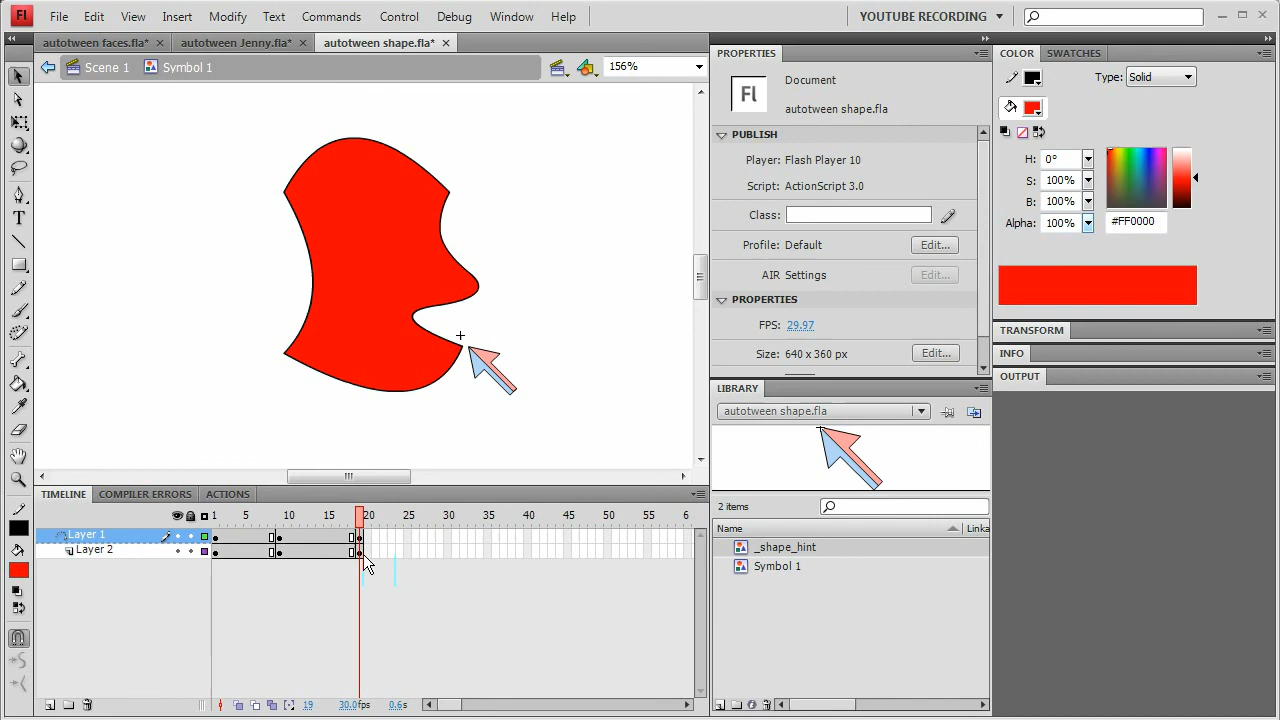 Fl File Edit View Insert Modify Text Commands Control Debug Window Help YOUTUBE RECORDING
autotween faces.fla* autotween Jenny.fla* autotween shape.fla*
Scene 1 Symbol 1 156%
PROPERTIES
Fl
Document
autotween shape.fla
PUBLISH
Player: Flash Player 10
Script: ActionScript 3.0
Class:
Profile: Default Edit...
AIR Settings Edit...
PROPERTIES
FPS: 29.97
Size: 640 x 360 px Edit...
COLOR SWATCHES
Type: Solid
H: 0°
S: 100%
B: 100%
Alpha: 100% #FF0000
TRANSFORM
INFO
OUTPUT
LIBRARY
autotween shape.fla
2 items
Name Linka
_shape_hint
Symbol 1
TIMELINE COMPILER ERRORS ACTIONS
1 5 10 15 20 25 30 35 40 45 50 55 6
Layer 1
Layer 2
19 30.0fps 0.6s